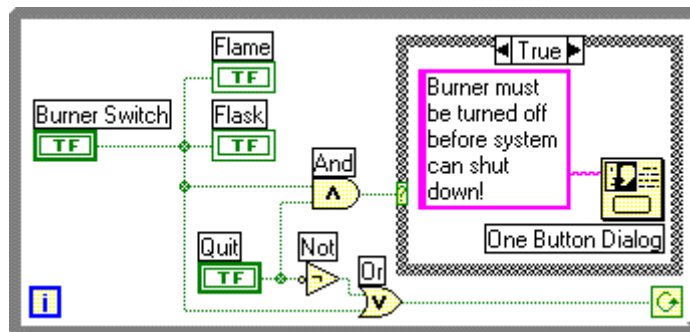 Flame
TF
True
Burner Switch
TF
Flask
TF
Burner must
be turned off
before system
can shut
down!
And
?
One Button Dialog
Quit
TF
Not
Or
V
i